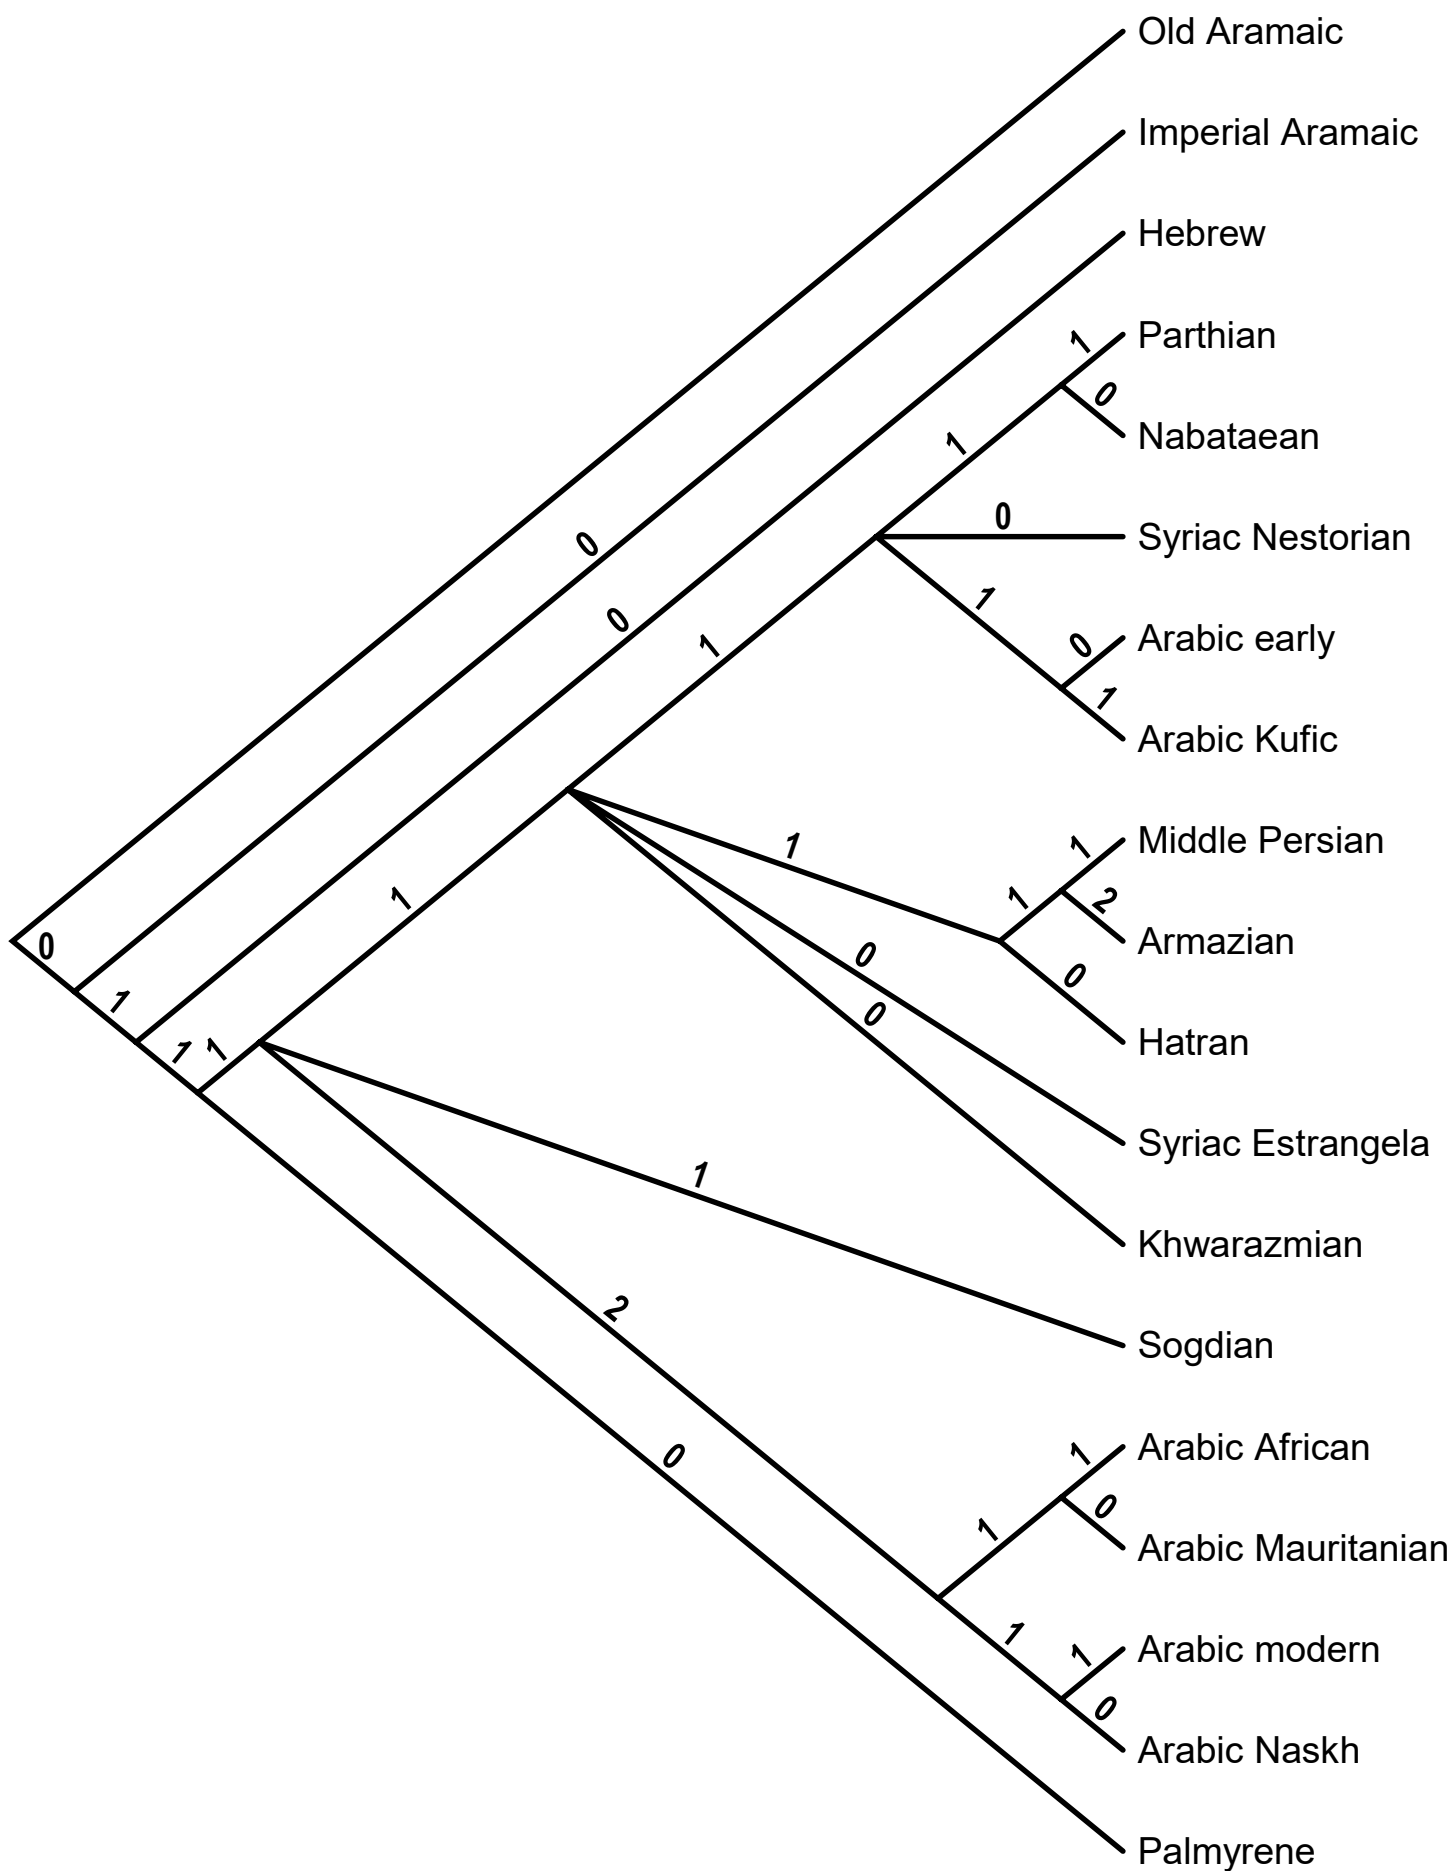 Old Aramaic
Imperial Aramaic
Hebrew
1
Parthian
0
Nabataean
1
0
Syriac Nestorian
0
1
0
Arabic early
0
1
1
Arabic Kufic
1
1
Middle Persian
1
1
2
Armazian
0
0
0
Hatran
1
0
1
1
Syriac Estrangela
1
Khwarazmian
2
Sogdian
0
1
Arabic African
1
0
Arabic Mauritanian
1
1
Arabic modern
0
Arabic Naskh
Palmyrene